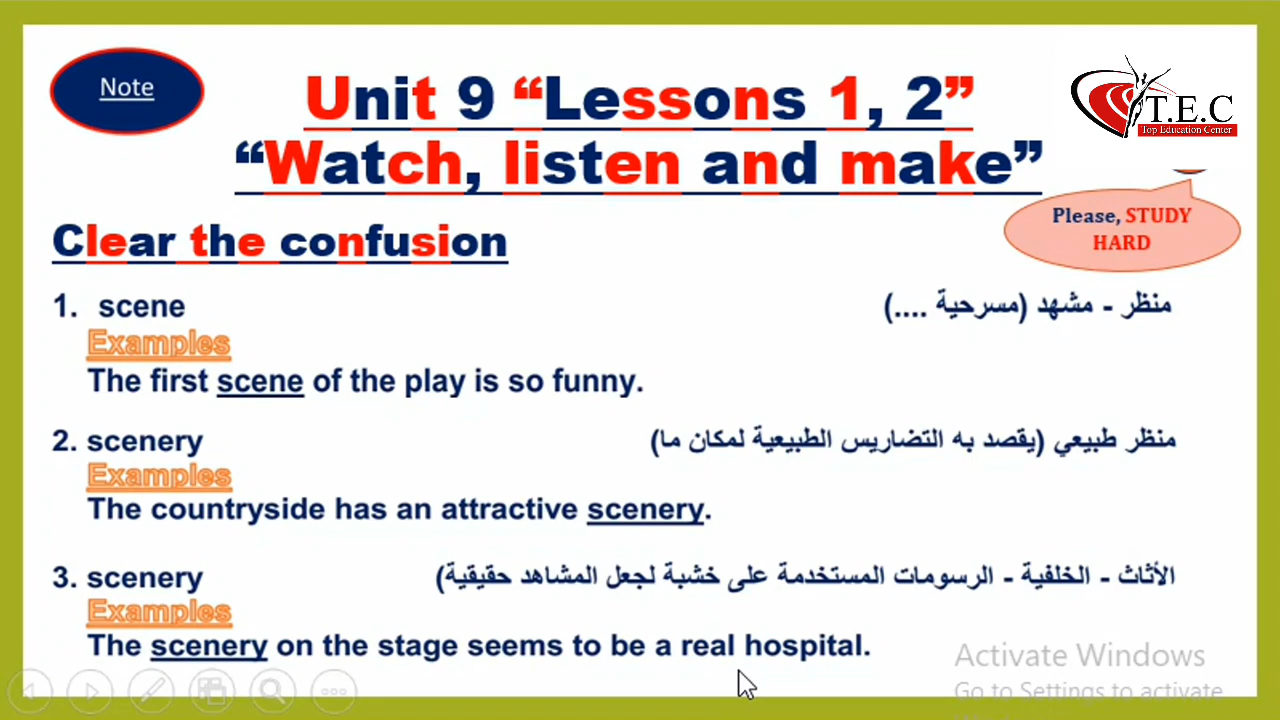 Note
Unit 9 “Lessons 1, 2”
“Watch, listen and make”
T.E.C
Top Education Center
Please, STUDY
HARD
Clear the confusion
1. scene منظر - مشهد (مسرحية ....)
Examples
The first scene of the play is so funny.
2. scenery منظر طبيعي (يقصد به التضاريس الطبيعية لمكان ما)
Examples
The countryside has an attractive scenery.
3. scenery الأثاث - الخلفية - الرسومات المستخدمة على خشبة لجعل المشاهد حقيقية)
Examples
The scenery on the stage seems to be a real hospital.
Activate Windows
Go to Settings to activate